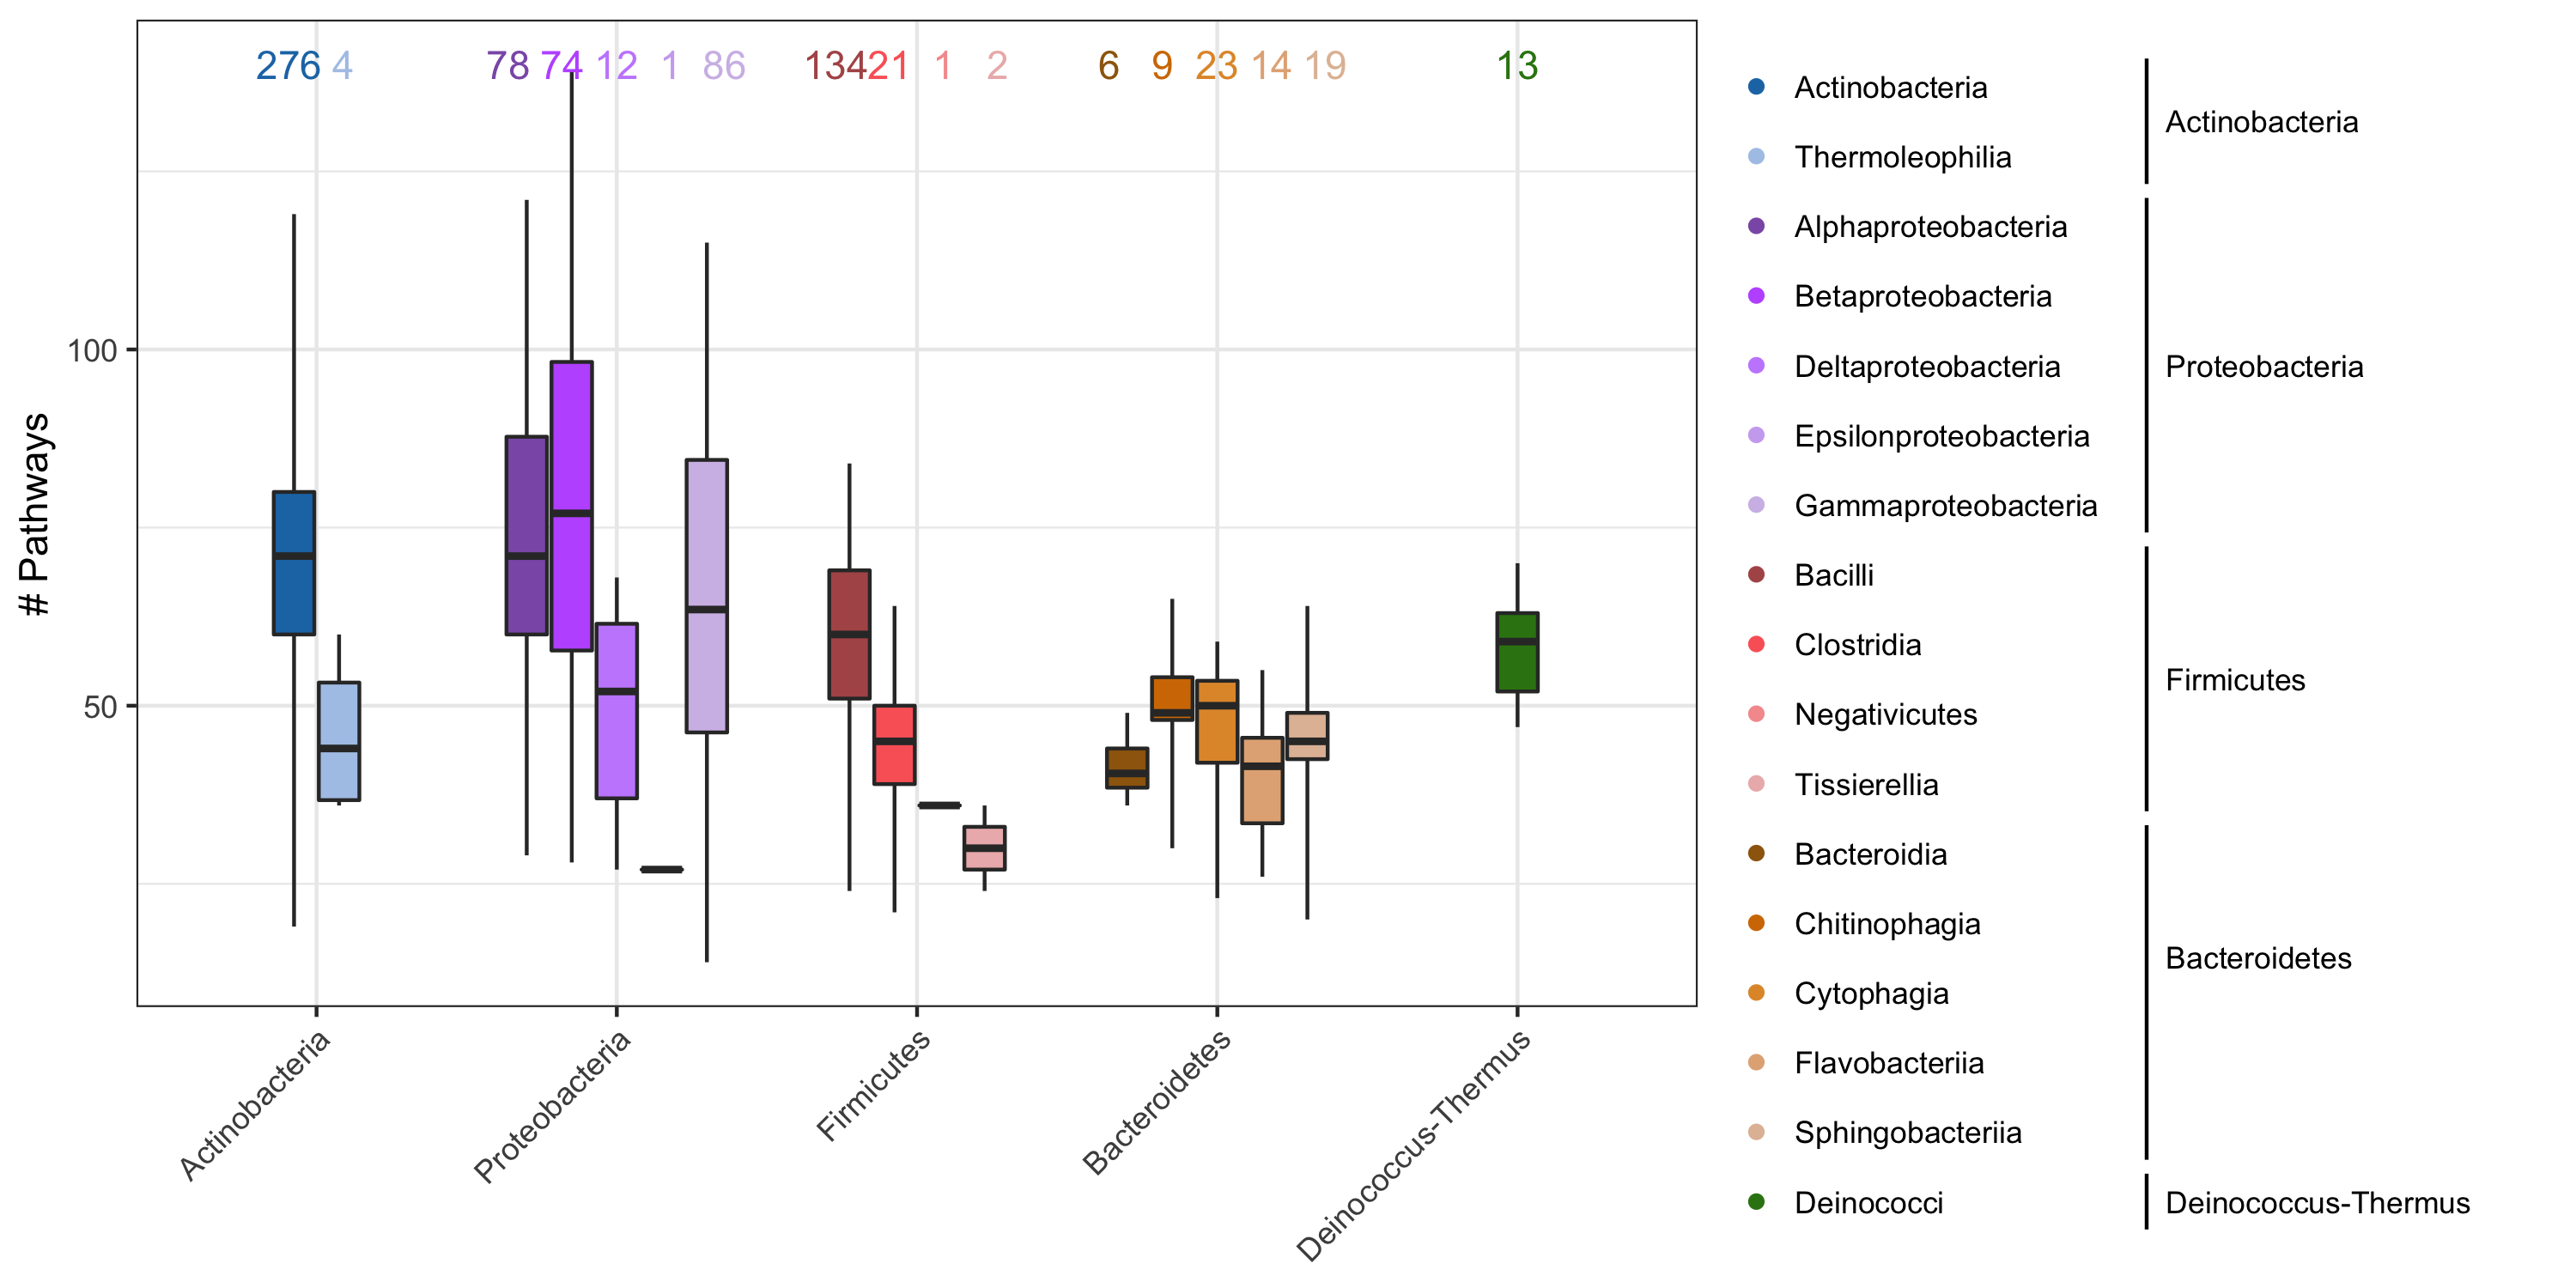 276 4 78 74 12 1 86 134 21 1 2 6 9 23 14 19 13
100
50
# Pathways
Actinobacteria
Proteobacteria
Firmicutes
Bacteroidetes
Deinococcus-Thermus
Actinobacteria
Thermoleophilia
Alphaproteobacteria
Betaproteobacteria
Deltaproteobacteria
Epsilonproteobacteria
Gammaproteobacteria
Bacilli
Clostridia
Negativicutes
Tissierellia
Bacteroidia
Chitinophagia
Cytophagia
Flavobacteriia
Sphingobacteriia
Deinococci
Actinobacteria
Proteobacteria
Firmicutes
Bacteroidetes
Deinococcus-Thermus